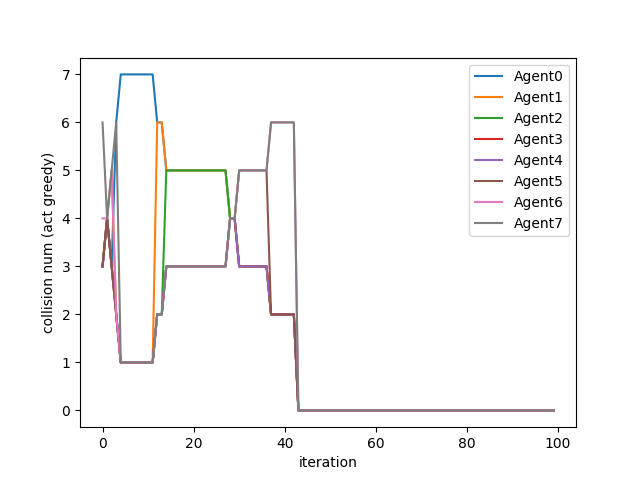 collision num (act greedy)
7
6
5
4
3
2
1
0
0 20 40 60 80 100
iteration
Agent0
Agent1
Agent2
Agent3
Agent4
Agent5
Agent6
Agent7